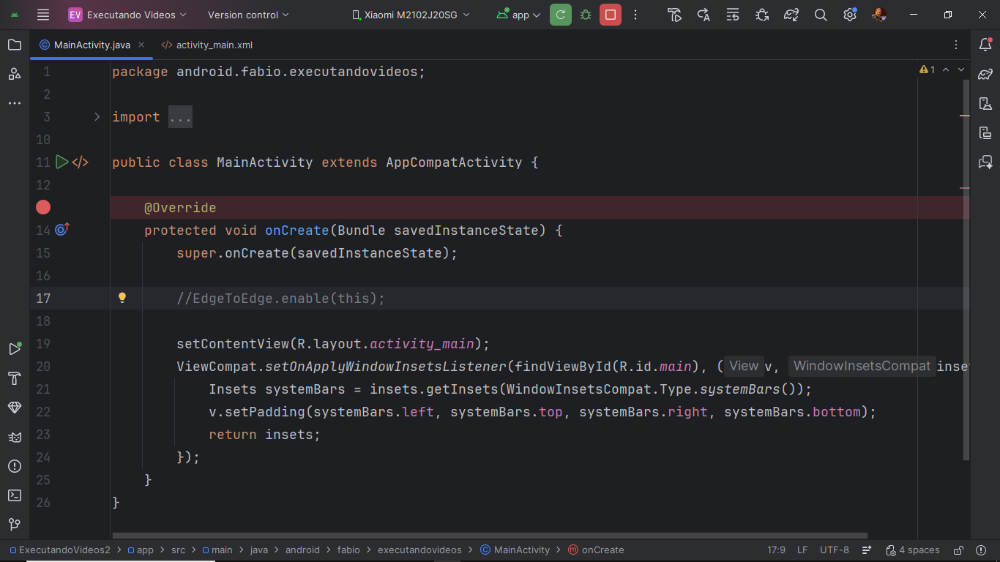 EV Executando Videos Version control Xiaomi M2102J20SG app
MainActivity.java activity_main.xml
1 package android.fabio.executandovideos; 1
2
3 import ...
10
11 public class MainActivity extends AppCompatActivity {
12
@Override
14 protected void onCreate(Bundle savedInstanceState) {
15 super.onCreate(savedInstanceState);
16
17 //EdgeToEdge.enable(this);
18
19 setContentView(R.layout.activity_main);
20 ViewCompat.setOnApplyWindowInsetsListener(findViewById(R.id.main), ( View v, WindowInsetsCompat inse
21 Insets systemBars = insets.getInsets(WindowInsetsCompat.Type.systemBars());
22 v.setPadding(systemBars.left, systemBars.top, systemBars.right, systemBars.bottom);
23 return insets;
24 });
25 }
26 }
ExecutandoVideos2 > app > src > main > java > android > fabio > executandovideos > MainActivity > onCreate 17:9 LF UTF-8 4 spaces